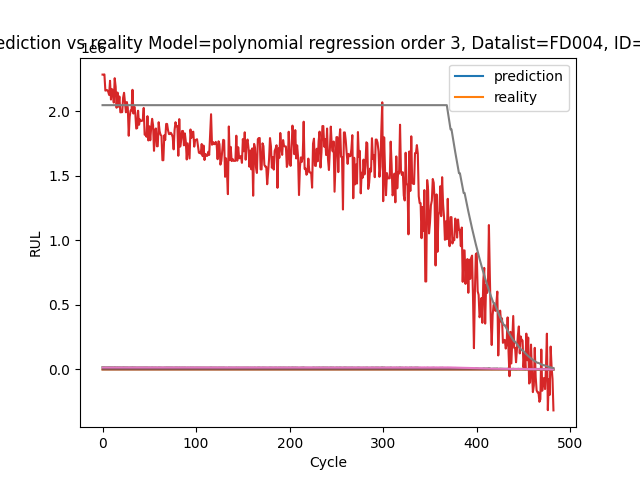 ediction vs reality Model=polynomial regression order 3, Datalist=FD004, ID=
1e6
prediction
reality
2.0
1.5
1.0
0.5
0.0
RUL
0 100 200 300 400 500
Cycle